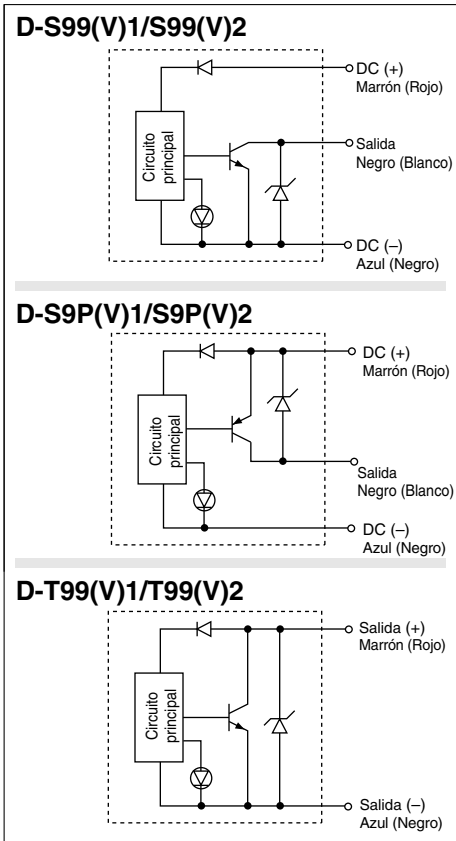 D-S99(V)1/S99(V)2
DC (+)
Marrón (Rojo)
Circuito
principal
Salida
Negro (Blanco)
DC (–)
Azul (Negro)
D-S9P(V)1/S9P(V)2
DC (+)
Marrón (Rojo)
Circuito
principal
Salida
Negro (Blanco)
DC (–)
Azul (Negro)
D-T99(V)1/T99(V)2
Salida (+)
Marrón (Rojo)
Circuito
principal
Salida (–)
Azul (Negro)